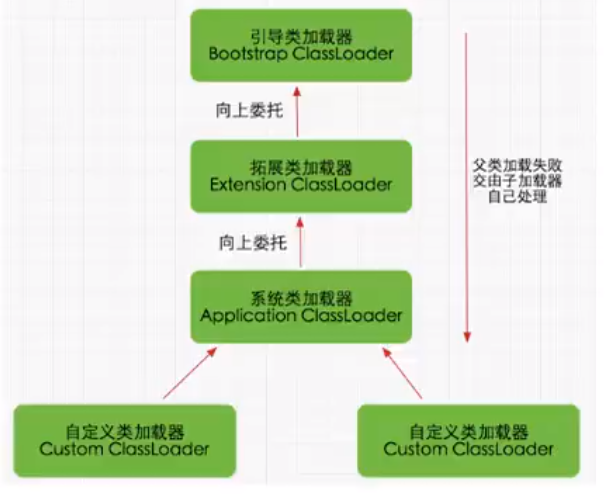 引导类加载器
Bootstrap ClassLoader
向上委托
拓展类加载器
Extension ClassLoader
父类加载失败
交由子加载器
自己处理
向上委托
系统类加载器
Application ClassLoader
自定义类加载器
Custom ClassLoader
自定义类加载器
Custom ClassLoader